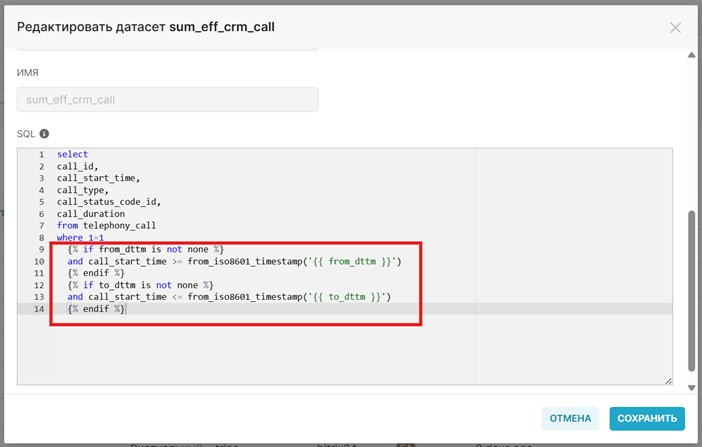 Редактировать датасет sum_eff_crm_call
ИМЯ
sum_eff_crm_call
SQL
1 select
2 call_id,
3 call_start_time,
4 call_type,
5 call_status_code_id,
6 call_duration
7 from telephony_call
8 where 1=1
9 {% if from_dttm is not none %}
10 and call_start_time >= from_iso8601_timestamp('{{ from_dttm }}')
11 {% endif %}
12 {% if to_dttm is not none %}
13 and call_start_time <= from_iso8601_timestamp('{{ to_dttm }}')
14 {% endif %}
ОТМЕНА СОХРАНИТЬ